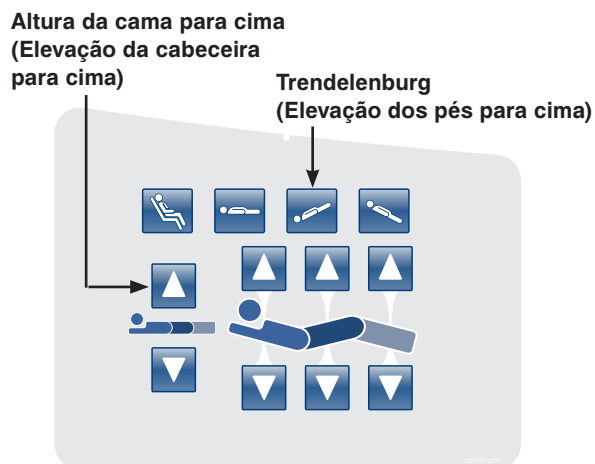 Altura da cama para cima
(Elevação da cabeceira
para cima)
Trendelenburg
(Elevação dos pés para cima)